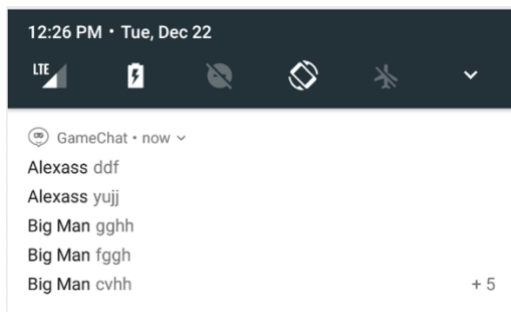 12:26 PM • Tue, Dec 22
LTE
GameChat • now
Alexass ddf
Alexass yujj
Big Man gghh
Big Man fggh
Big Man cvhh + 5